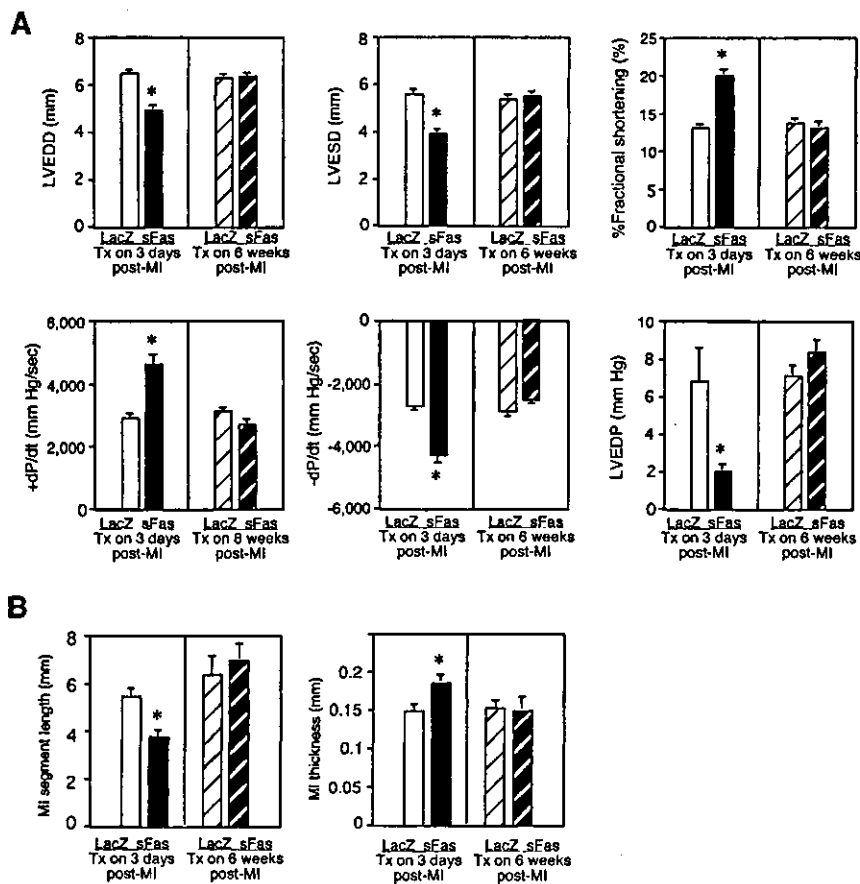 A
LVEDD (mm)
8
6
4
2
0
*
LacZ sFas
Tx on 3 days
post-MI
LacZ sFas
Tx on 6 weeks
post-MI
LVESD (mm)
8
6
4
2
0
*
LacZ sFas
Tx on 3 days
post-MI
LacZ sFas
Tx on 6 weeks
post-MI
%Fractional shortening (%)
25
20
15
10
5
0
*
LacZ sFas
Tx on 3 days
post-MI
LacZ sFas
Tx on 6 weeks
post-MI
+dP/dt (mm Hg/sec)
6,000
4,000
2,000
0
*
LacZ sFas
Tx on 3 days
post-MI
LacZ sFas
Tx on 8 weeks
post-MI
-dP/dt (mm Hg/sec)
0
-2,000
-4,000
-6,000
*
LacZ sFas
Tx on 3 days
post-MI
LacZ sFas
Tx on 6 weeks
post-MI
LVEDP (mm Hg)
10
8
6
4
2
0
*
LacZ sFas
Tx on 3 days
post-MI
LacZ sFas
Tx on 6 weeks
post-MI
B
MI segment length (mm)
8
6
4
2
0
*
LacZ sFas
Tx on 3 days
post-MI
LacZ sFas
Tx on 6 weeks
post-MI
MI thickness (mm)
0.2
0.15
0.1
0.05
0
*
LacZ sFas
Tx on 3 days
post-MI
LacZ sFas
Tx on 6 weeks
post-MI